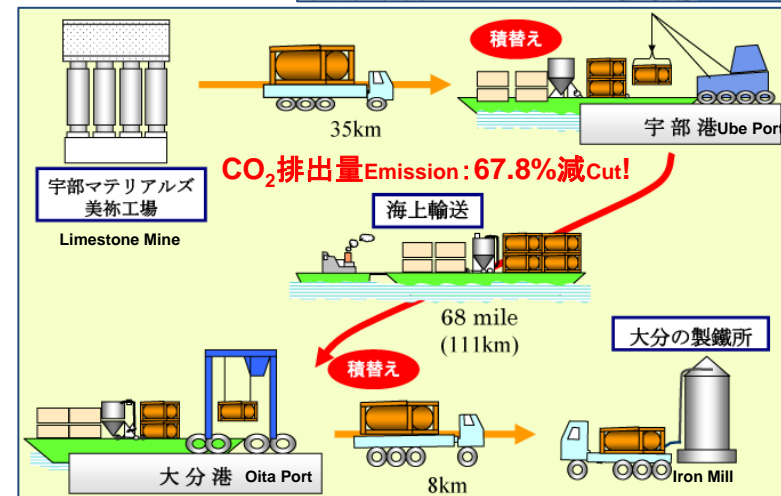 積替え
35km
宇部港Ube Port
CO₂排出量Emission:67.8%減Cut!
宇部マテリアルズ
美祢工場
Limestone Mine
海上輸送
68 mile
(111km)
大分の製鐵所
積替え
大分港 Oita Port
8km
Iron Mill